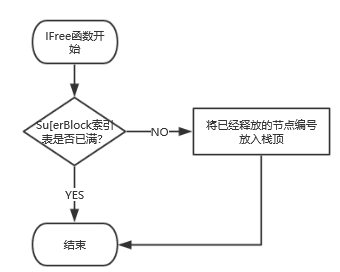 IFree函数开
始
Su[erBlock索引
表是否已满?
NO
将已经释放的节点编号
放入栈顶
YES
结束